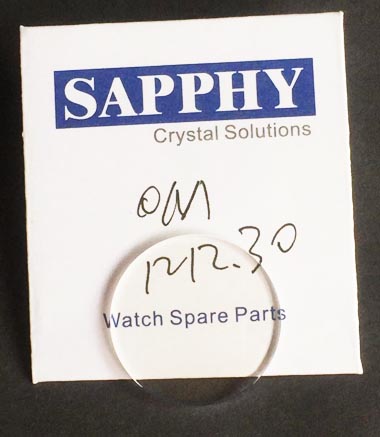 SAPPHY
Crystal Solutions
OM
1212.30
Watch Spare Parts